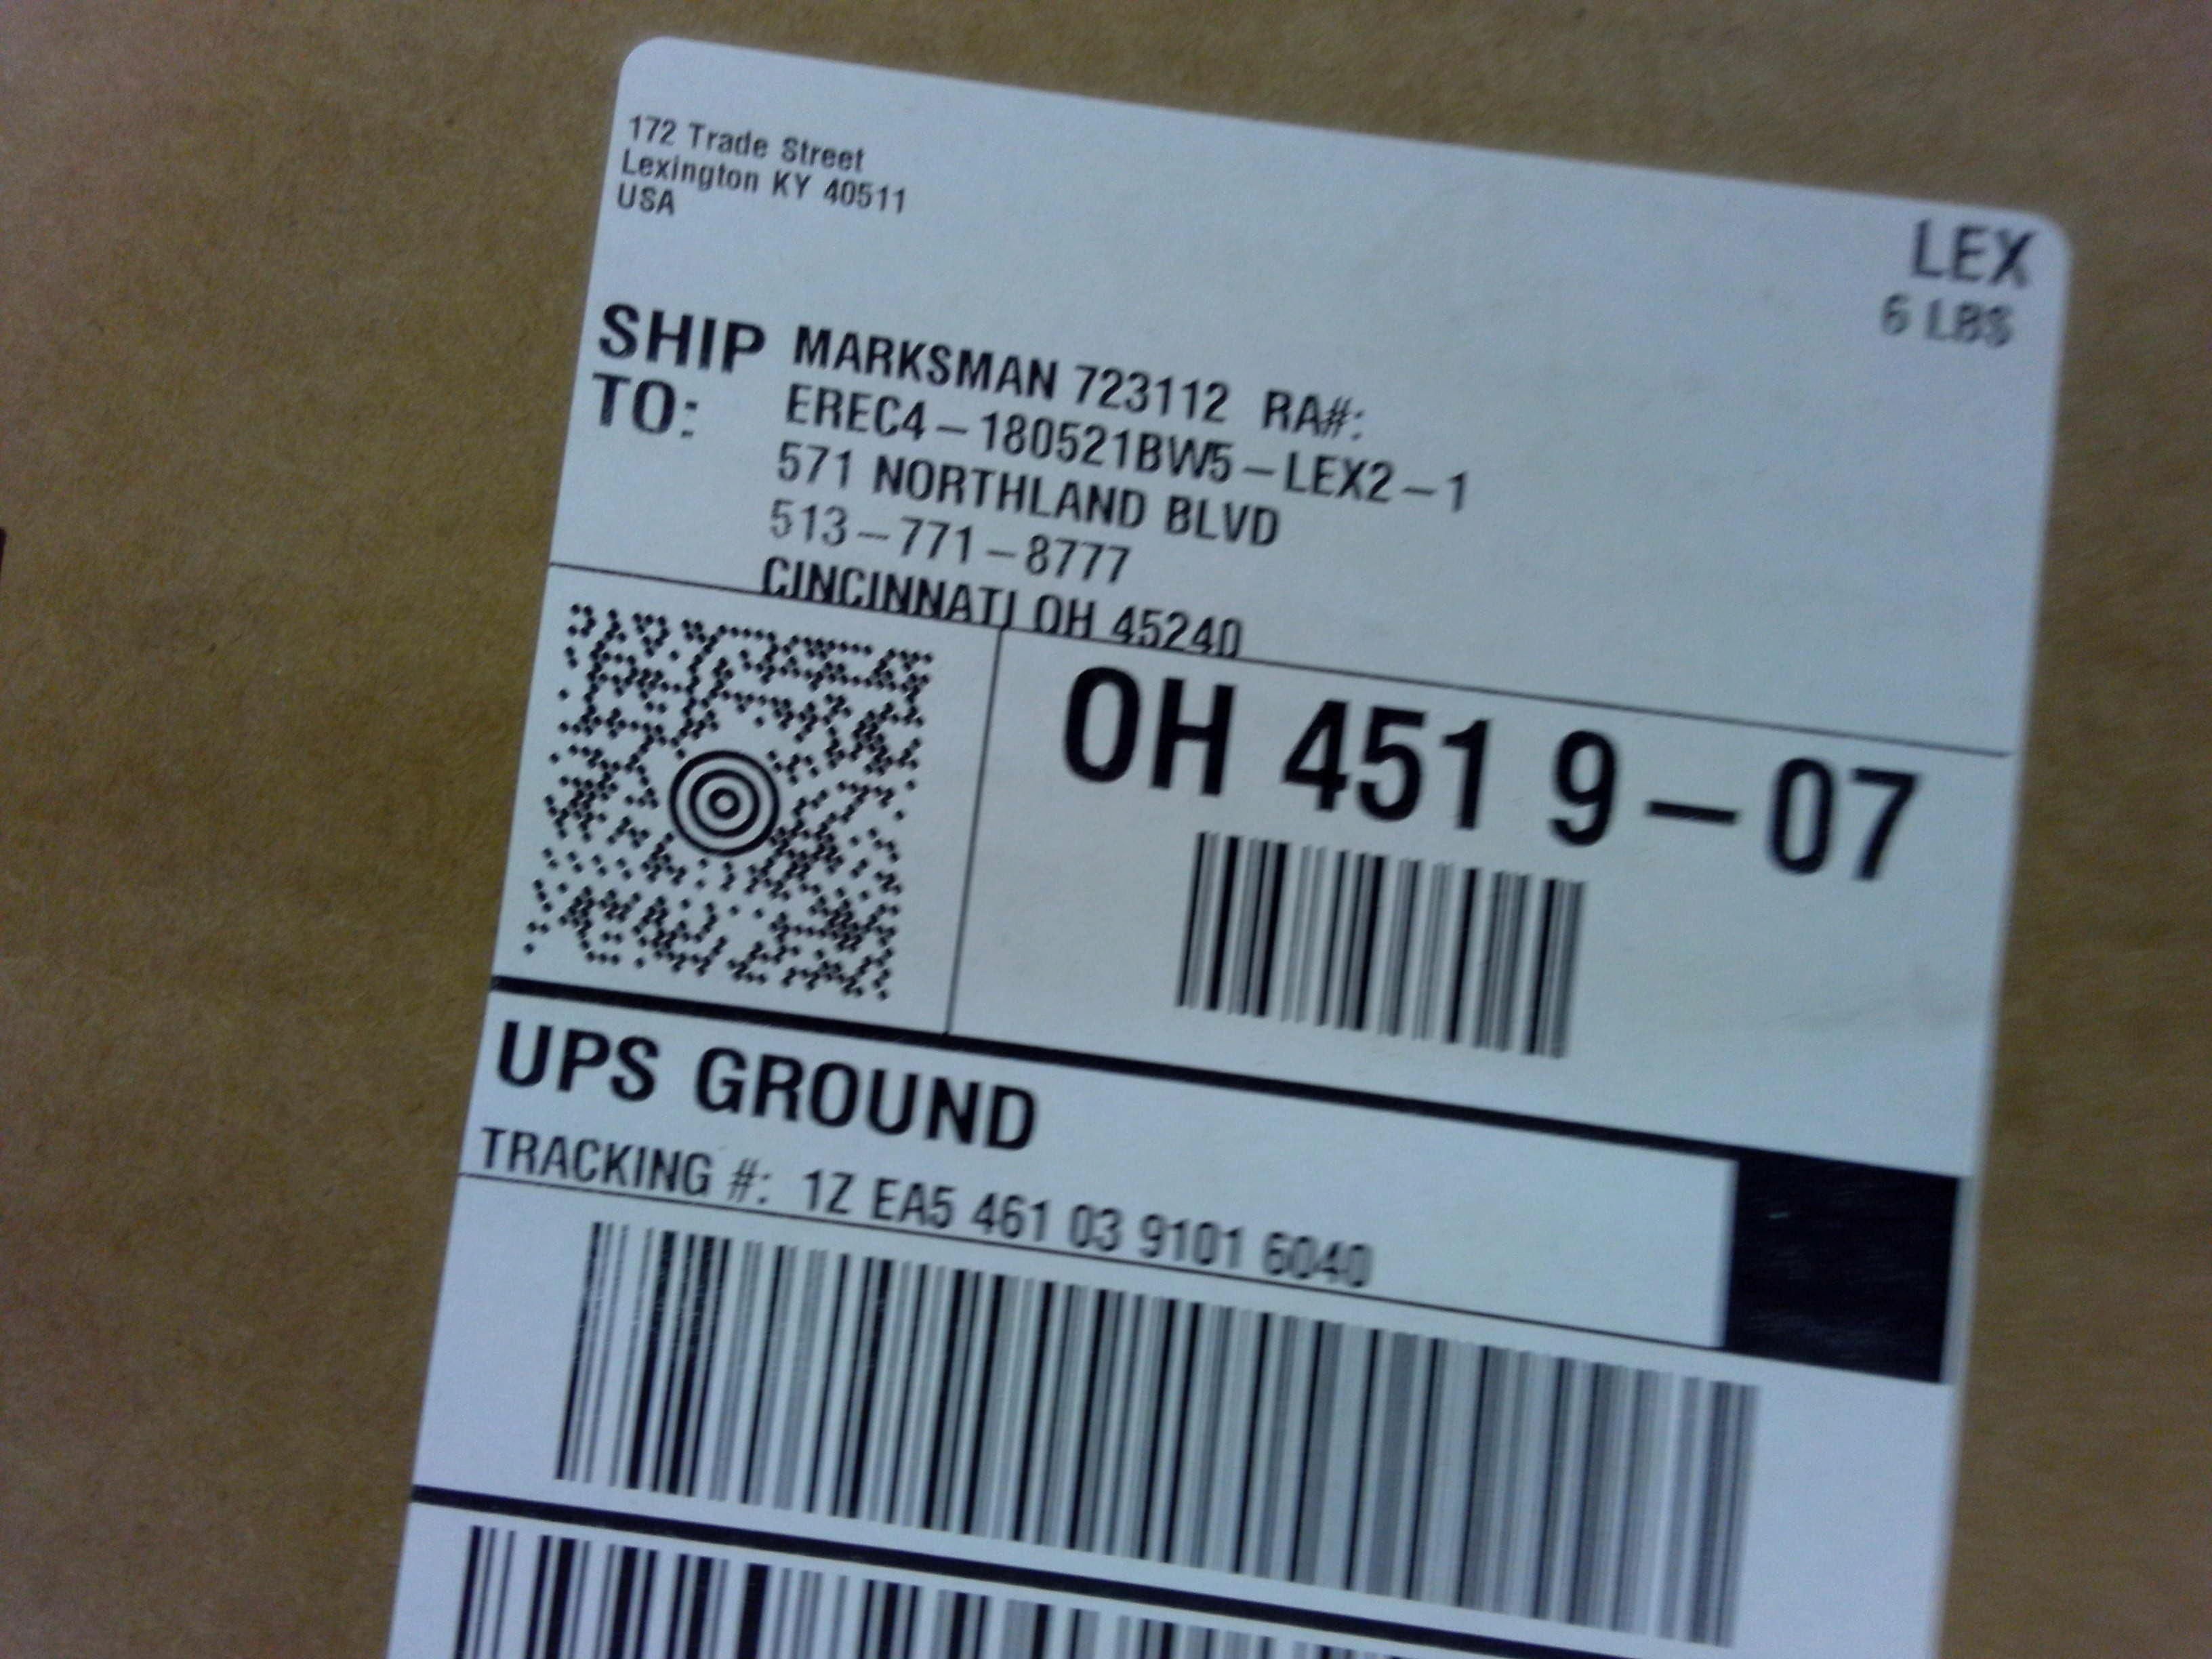 172 Trade Street
Lexington KY 40511
USA
LEX
6 LBS
SHIP TO:
MARKSMAN 723112 RA#:
EREC4-180521BW5-LEX2-1
571 NORTHLAND BLVD
513-771-8777
CINCINNATI OH 45240
OH 451 9-07
UPS GROUND
TRACKING #: 1Z EA5 461 03 9101 6040